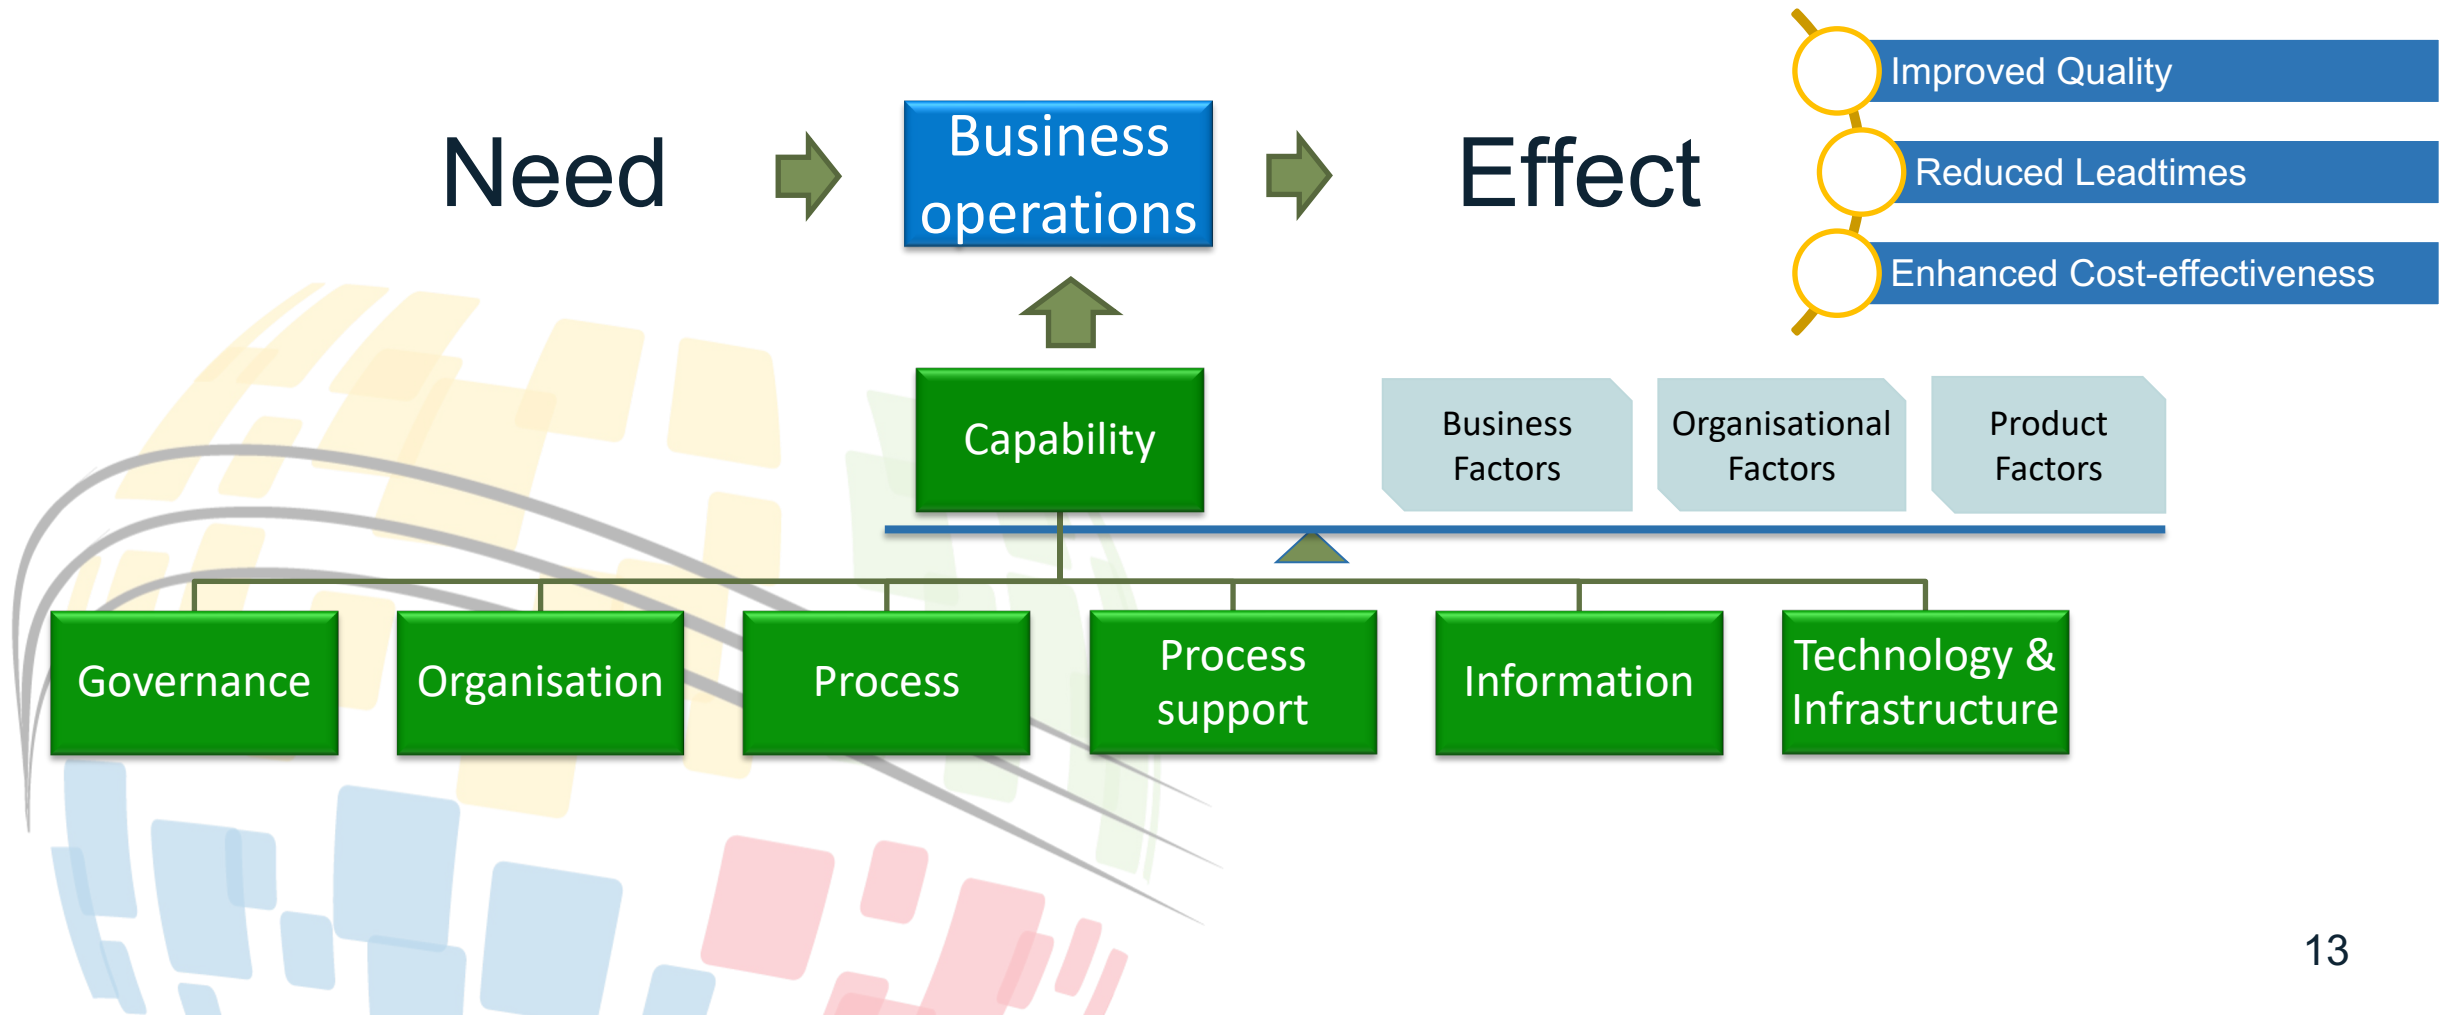 Need
Business
operations
Effect
Improved Quality
Reduced Leadtimes
Enhanced Cost-effectiveness
Capability
Business
Factors
Organisational
Factors
Product
Factors
Governance
Organisation
Process
Process
support
Information
Technology &
Infrastructure
13